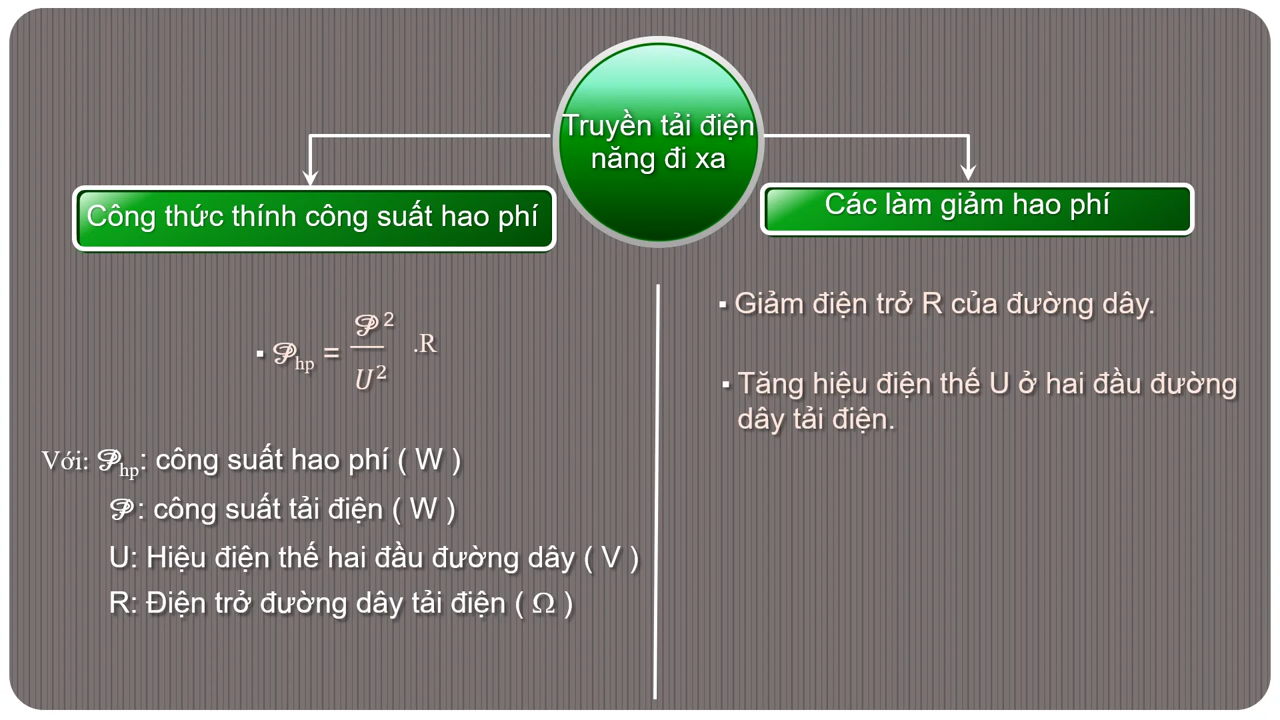 Truyền tải điện
năng đi xa
Công thức thính công suất hao phí
▪ 𝒫hp = 𝒫²/U² .R
Với: 𝒫hp: công suất hao phí ( W )
𝒫: công suất tải điện ( W )
U: Hiệu điện thế hai đầu đường dây ( V )
R: Điện trở đường dây tải điện ( Ω )
Các làm giảm hao phí
▪ Giảm điện trở R của đường dây.
▪ Tăng hiệu điện thế U ở hai đầu đường
dây tải điện.